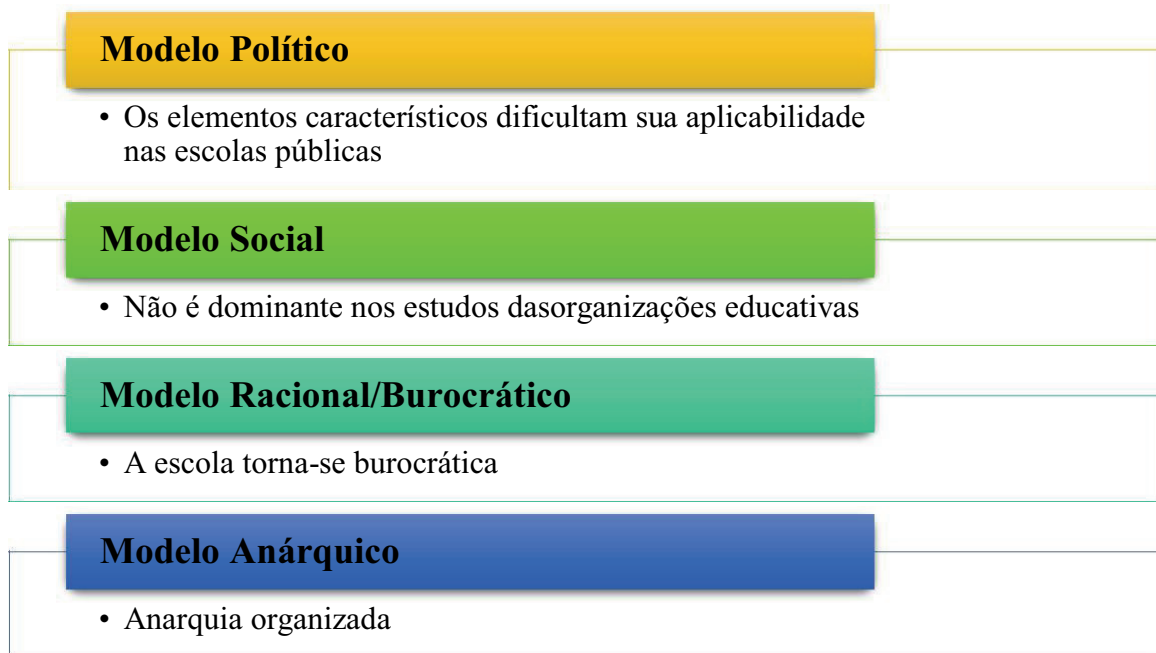 Modelo Político
• Os elementos característicos dificultam sua aplicabilidade
nas escolas públicas
Modelo Social
• Não é dominante nos estudos dasorganizações educativas
Modelo Racional/Burocrático
• A escola torna-se burocrática
Modelo Anárquico
• Anarquia organizada